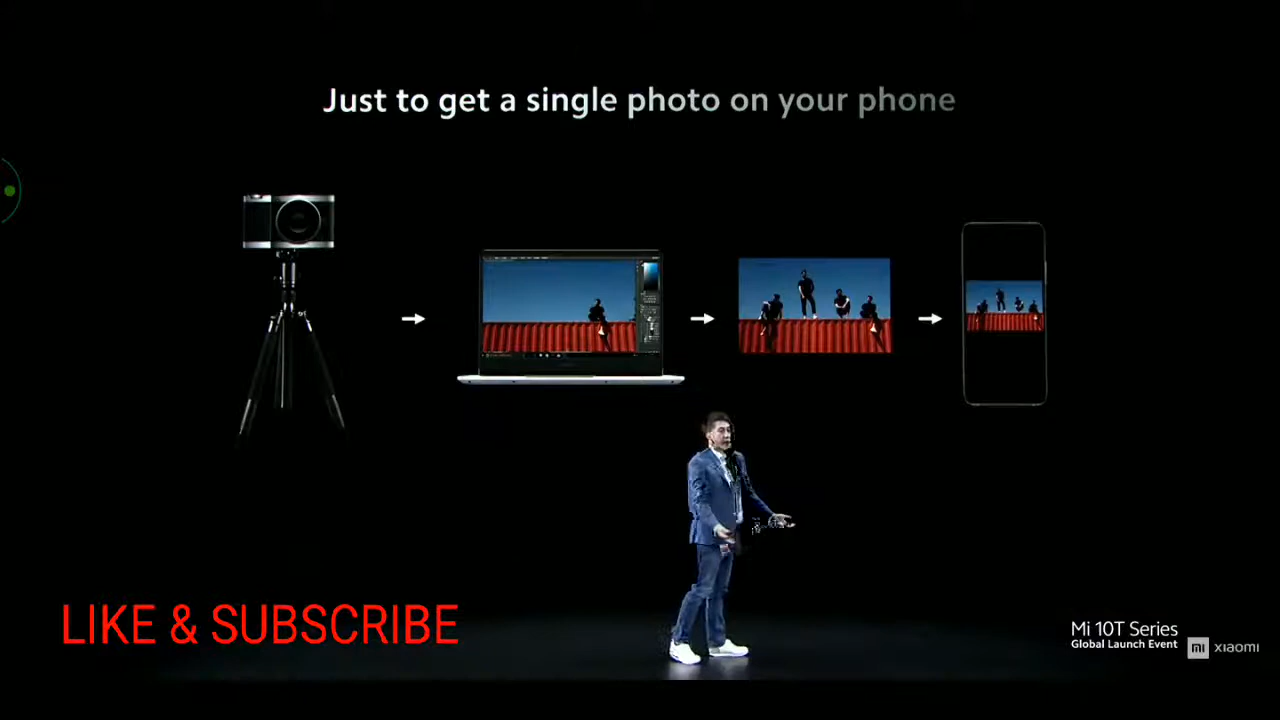 Just to get a single photo on your phone
LIKE & SUBSCRIBE
Mi 10T Series
Global Launch Event
mi xiaomi